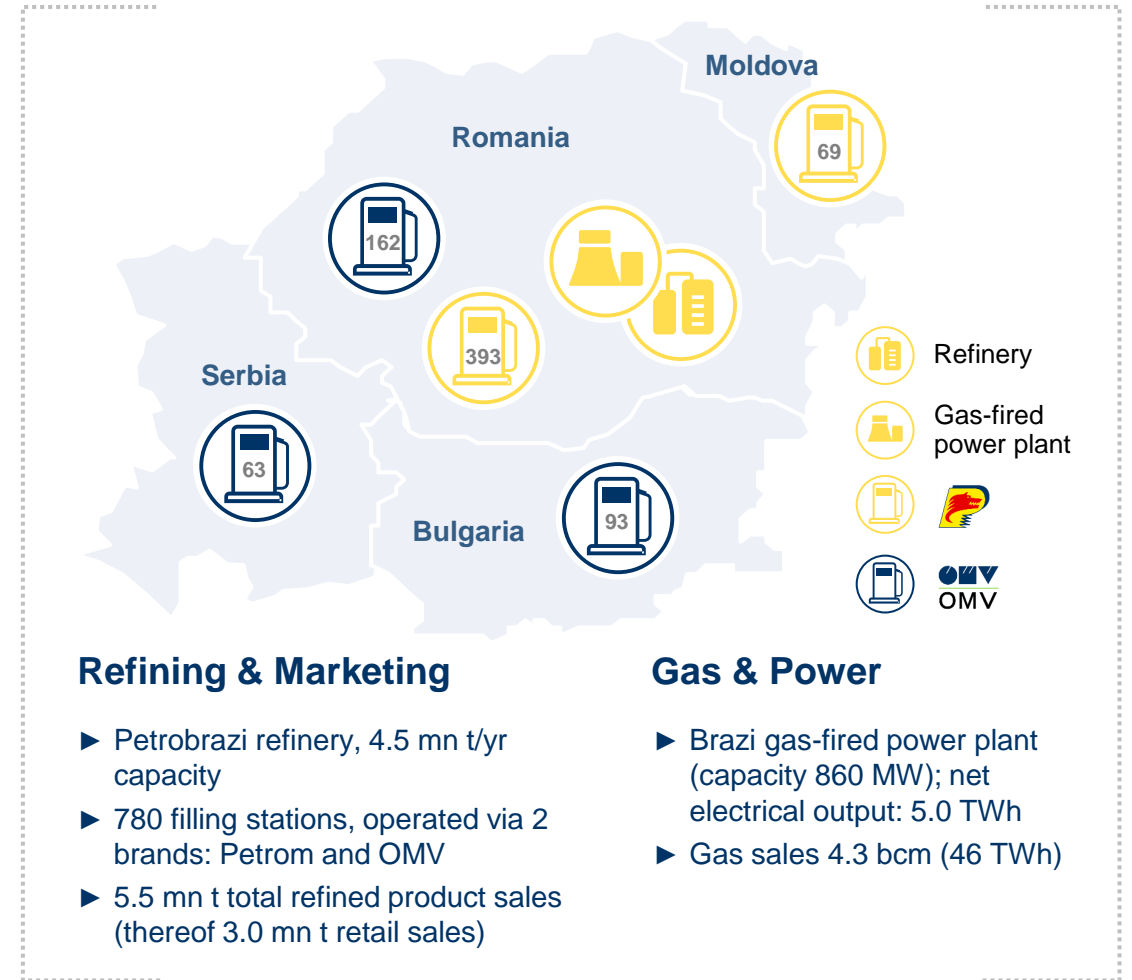 Moldova
69
Romania
162
393
Serbia
63
Bulgaria
93
Refinery
Gas-fired
power plant
OMV
OMV
Refining & Marketing
► Petrobrazi refinery, 4.5 mn t/yr
capacity
► 780 filling stations, operated via 2
brands: Petrom and OMV
► 5.5 mn t total refined product sales
(thereof 3.0 mn t retail sales)
Gas & Power
► Brazi gas-fired power plant
(capacity 860 MW); net
electrical output: 5.0 TWh
► Gas sales 4.3 bcm (46 TWh)